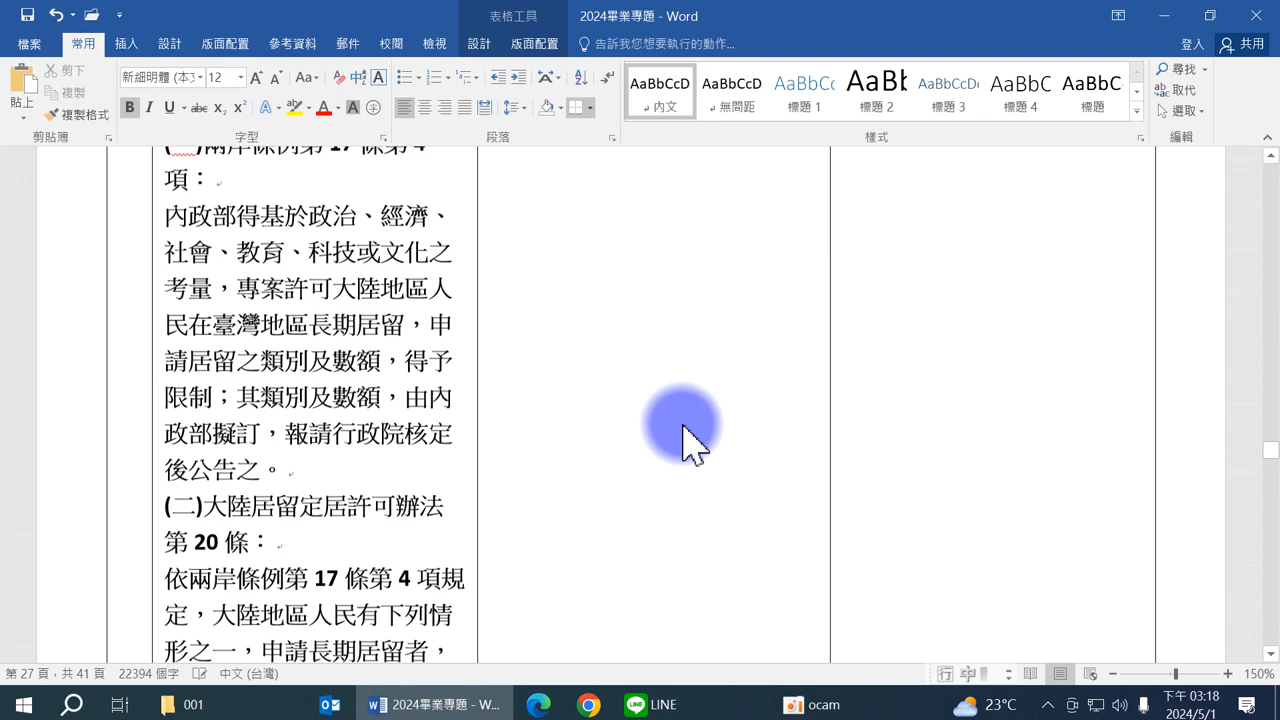 表格工具
2024畢業專題 - Word
檔案
常用
插入
設計
版面配置
參考資料
郵件
校閱
檢視
設計
版面配置
告訴我您想要執行的動作...
登入
共用
貼上
剪下
複製
複製格式
剪貼簿
新細明體 (本文
12
字型
段落
AaBbCcD
內文
AaBbCcD
無間距
AaBbCc
標題 1
AaBb
標題 2
AaBbCcDc
標題 3
AaBbC
標題 4
AaBbC
標題
樣式
尋找
取代
選取
編輯
兩岸條例第 17 條第 4
項：
內政部得基於政治、經濟、
社會、教育、科技或文化之
考量，專案許可大陸地區人
民在臺灣地區長期居留，申
請居留之類別及數額，得予
限制；其類別及數額，由內
政部擬訂，報請行政院核定
後公告之。
(二)大陸居留定居許可辦法
第 20 條：
依兩岸條例第 17 條第 4 項規
定，大陸地區人民有下列情
形之一，申請長期居留者，
第 27 頁，共 41 頁
22394 個字
中文 (台灣)
150%
001
2024畢業專題 - W...
LINE
ocam
23°C
下午 03:18
2024/5/1